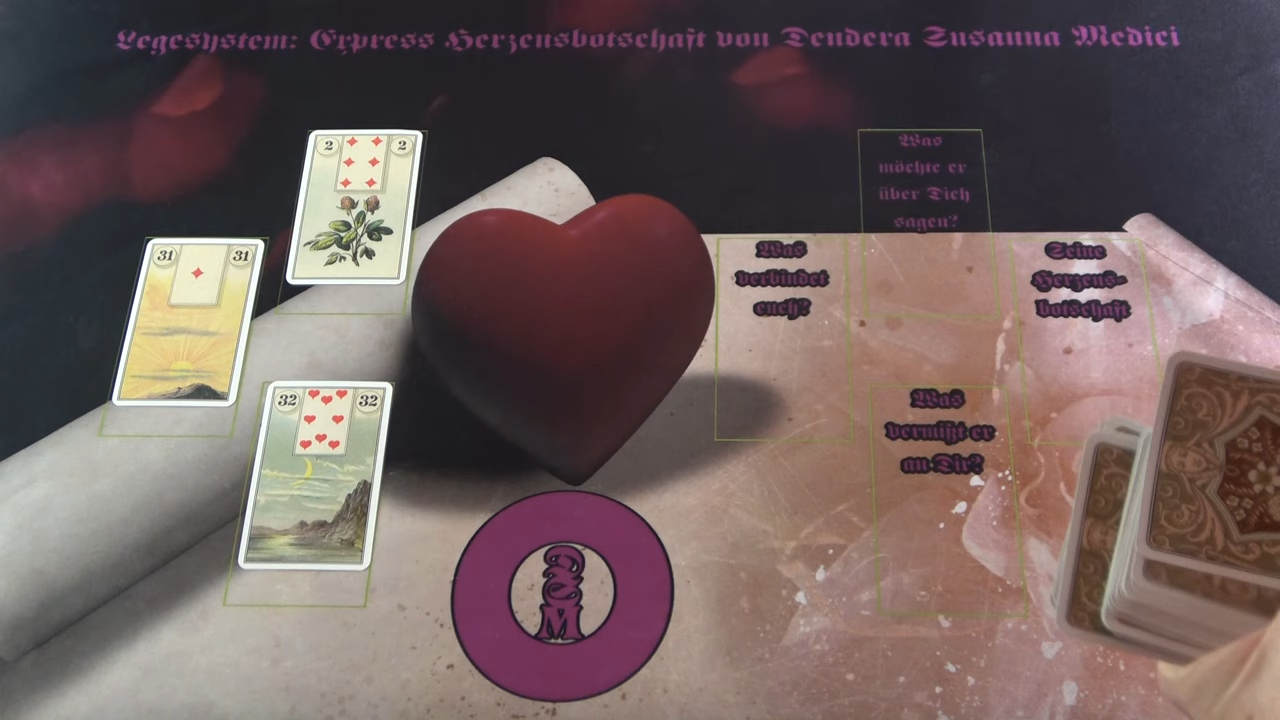 Legesystem: Express Herzensbotschaft von Dendera Susanna Medici
2 2
31 31
32 32
Was
verbindet
euch?
Was
möchte er
über Dich
sagen?
Seine
Herzens-
botschaft
Was
vermißt er
an Dir?